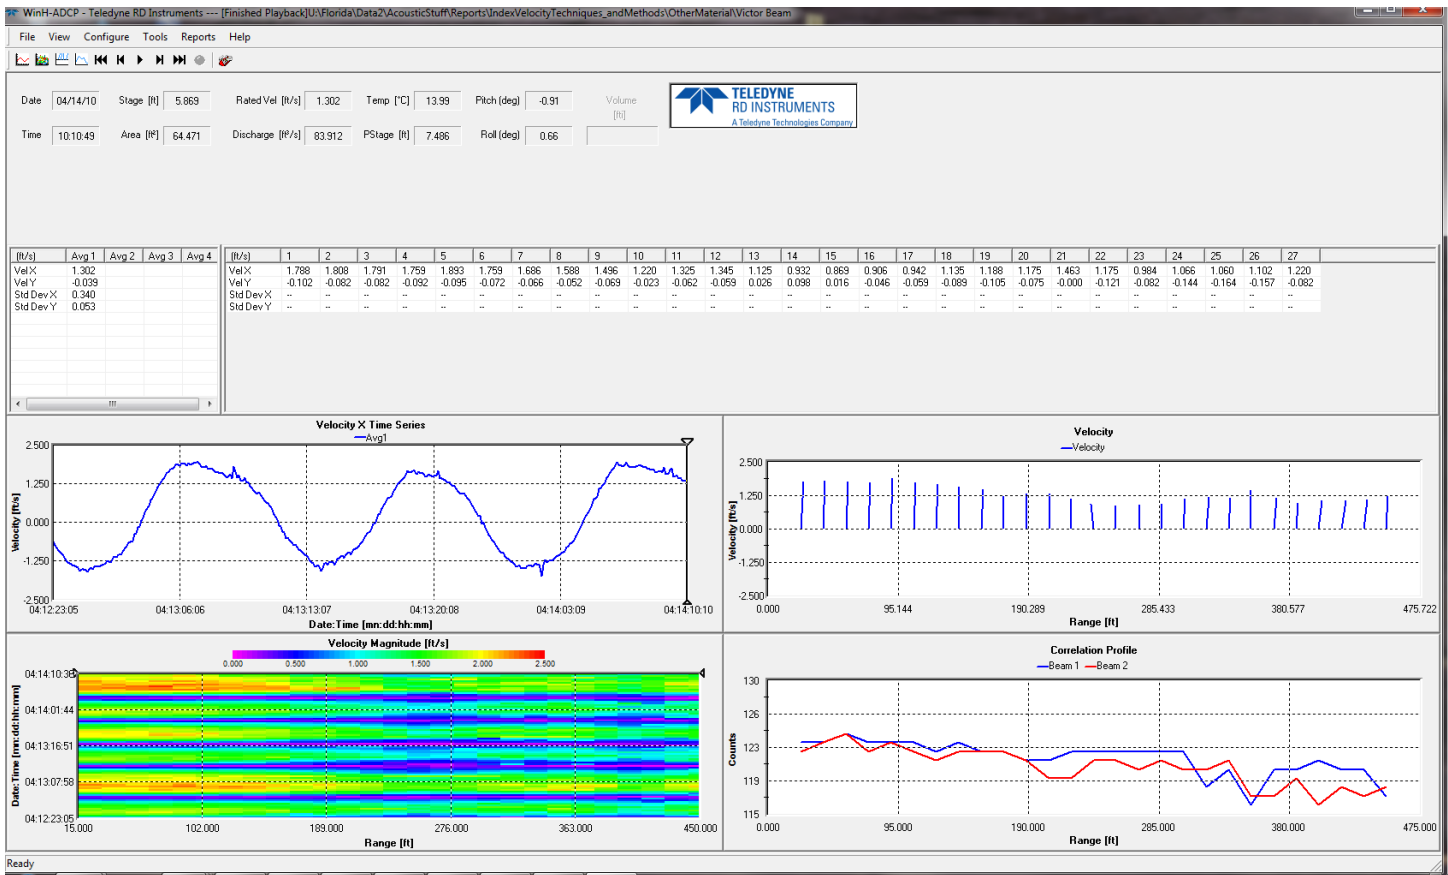 WinH-ADCP - Teledyne RD Instruments --- [Finished Playback]U:\Florida\Data2\AcousticStuff\Reports\IndexVelocityTechniques_andMethods\OtherMaterial\Victor Beam
File View Configure Tools Reports Help
Date 04/14/10 Stage [ft] 5.869 Rated Vel [ft/s] 1.302 Temp [°C] 13.99 Pitch (deg) -0.91 Volume
[ft³]
Time 10:10:49 Area [ft²] 64.471 Discharge [ft³/s] 83.912 PStage [ft] 7.486 Roll (deg) 0.66
TELEDYNE
RD INSTRUMENTS
A Teledyne Technologies Company
(ft/s) Avg 1 Avg 2 Avg 3 Avg 4
Vel X 1.302
Vel Y -0.039
Std Dev X 0.340
Std Dev Y 0.053
(ft/s) 1 2 3 4 5 6 7 8 9 10 11 12 13 14 15 16 17 18 19 20 21 22 23 24 25 26 27
Vel X 1.788 1.808 1.791 1.759 1.893 1.759 1.686 1.588 1.496 1.220 1.325 1.345 1.125 0.932 0.869 0.906 0.942 1.135 1.188 1.175 1.463 1.175 0.984 1.066 1.060 1.102 1.220
Vel Y -0.102 -0.082 -0.082 -0.092 -0.095 -0.072 -0.066 -0.052 -0.069 -0.023 -0.062 -0.059 0.026 0.098 0.016 -0.046 -0.059 -0.089 -0.105 -0.075 -0.000 -0.121 -0.082 -0.144 -0.164 -0.157 -0.082
Std Dev X -- -- -- -- -- -- -- -- -- -- -- -- -- -- -- -- -- -- -- -- -- -- -- -- -- -- --
Std Dev Y -- -- -- -- -- -- -- -- -- -- -- -- -- -- -- -- -- -- -- -- -- -- -- -- -- -- --
Velocity X Time Series
Avg1
Velocity [ft/s]
2.500
1.250
0.000
-1.250
-2.500
04:12:23:05 04:13:06:06 04:13:13:07 04:13:20:08 04:14:03:09 04:14:10:10
Date:Time [mn:dd:hh:mm]
Velocity
Velocity
Velocity [ft/s]
2.500
1.250
0.000
-1.250
-2.500
0.000 95.144 190.289 285.433 380.577 475.722
Range [ft]
Velocity Magnitude [ft/s]
0.000 0.500 1.000 1.500 2.000 2.500
Date:Time [mn:dd:hh:mm]
04:14:10:38
04:14:01:44
04:13:16:51
04:13:07:58
04:12:23:05
15.000 102.000 189.000 276.000 363.000 450.000
Range [ft]
Correlation Profile
Beam 1 Beam 2
Counts
130
126
123
119
115
0.000 95.000 190.000 285.000 380.000 475.000
Range [ft]
Ready